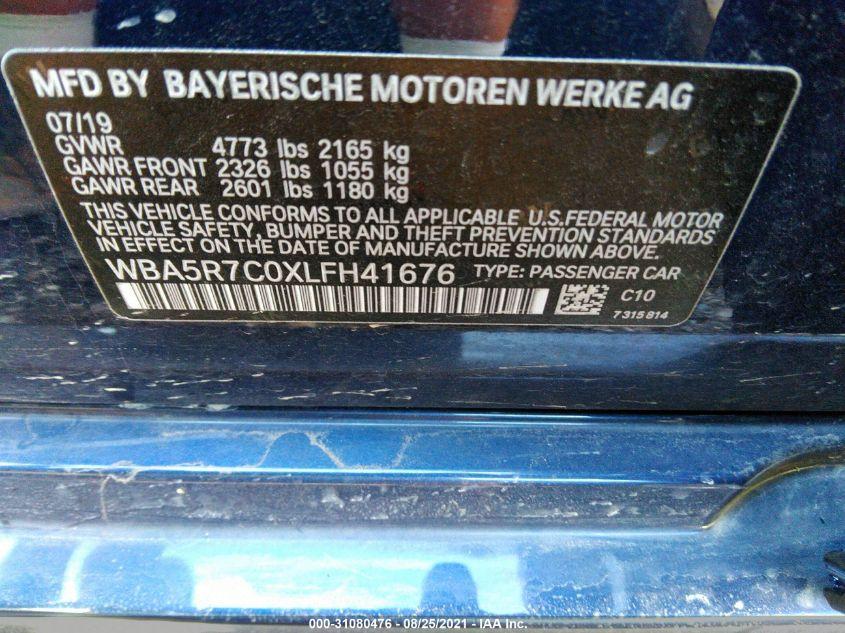 MFD BY BAYERISCHE MOTOREN WERKE AG
07/19
GVWR 4773 lbs 2165 kg
GAWR FRONT 2326 lbs 1055 kg
GAWR REAR 2601 lbs 1180 kg
THIS VEHICLE CONFORMS TO ALL APPLICABLE U.S.FEDERAL MOTOR
VEHICLE SAFETY, BUMPER AND THEFT PREVENTION STANDARDS
IN EFFECT ON THE DATE OF MANUFACTURE SHOWN ABOVE.
WBA5R7C0XLFH41676 TYPE: PASSENGER CAR
C10
7315814
000-31080476 - 08/25/2021 - IAA Inc.